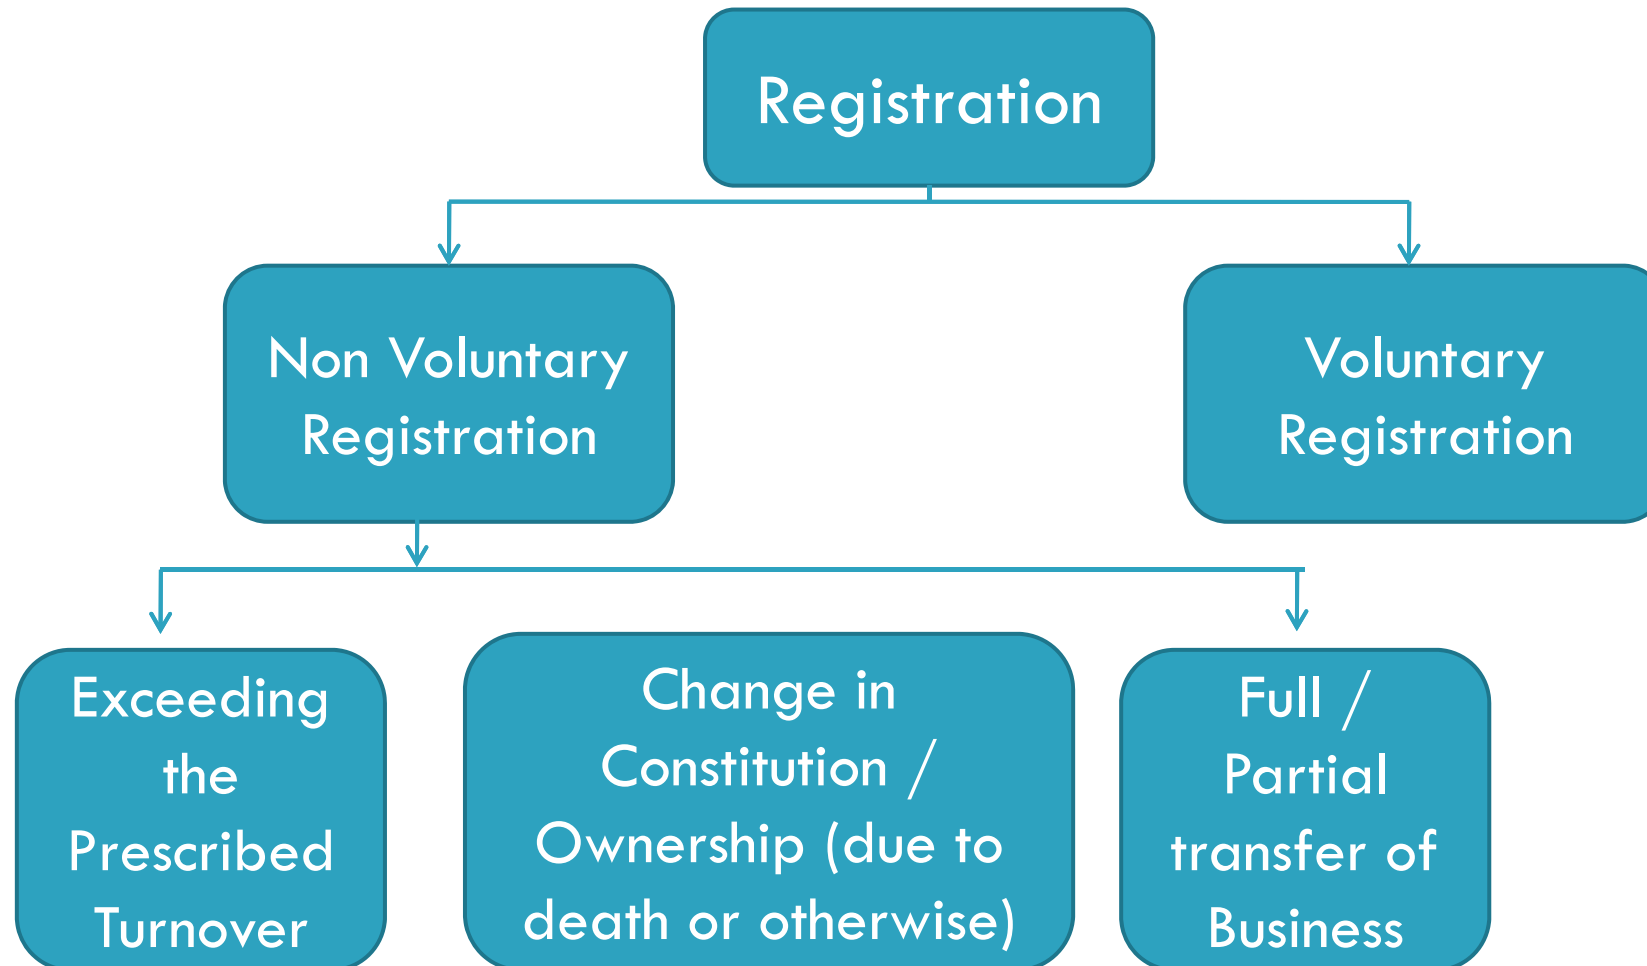 Registration
Non Voluntary
Registration
Voluntary
Registration
Exceeding
the
Prescribed
Turnover
Change in
Constitution /
Ownership (due to
death or otherwise)
Full /
Partial
transfer of
Business